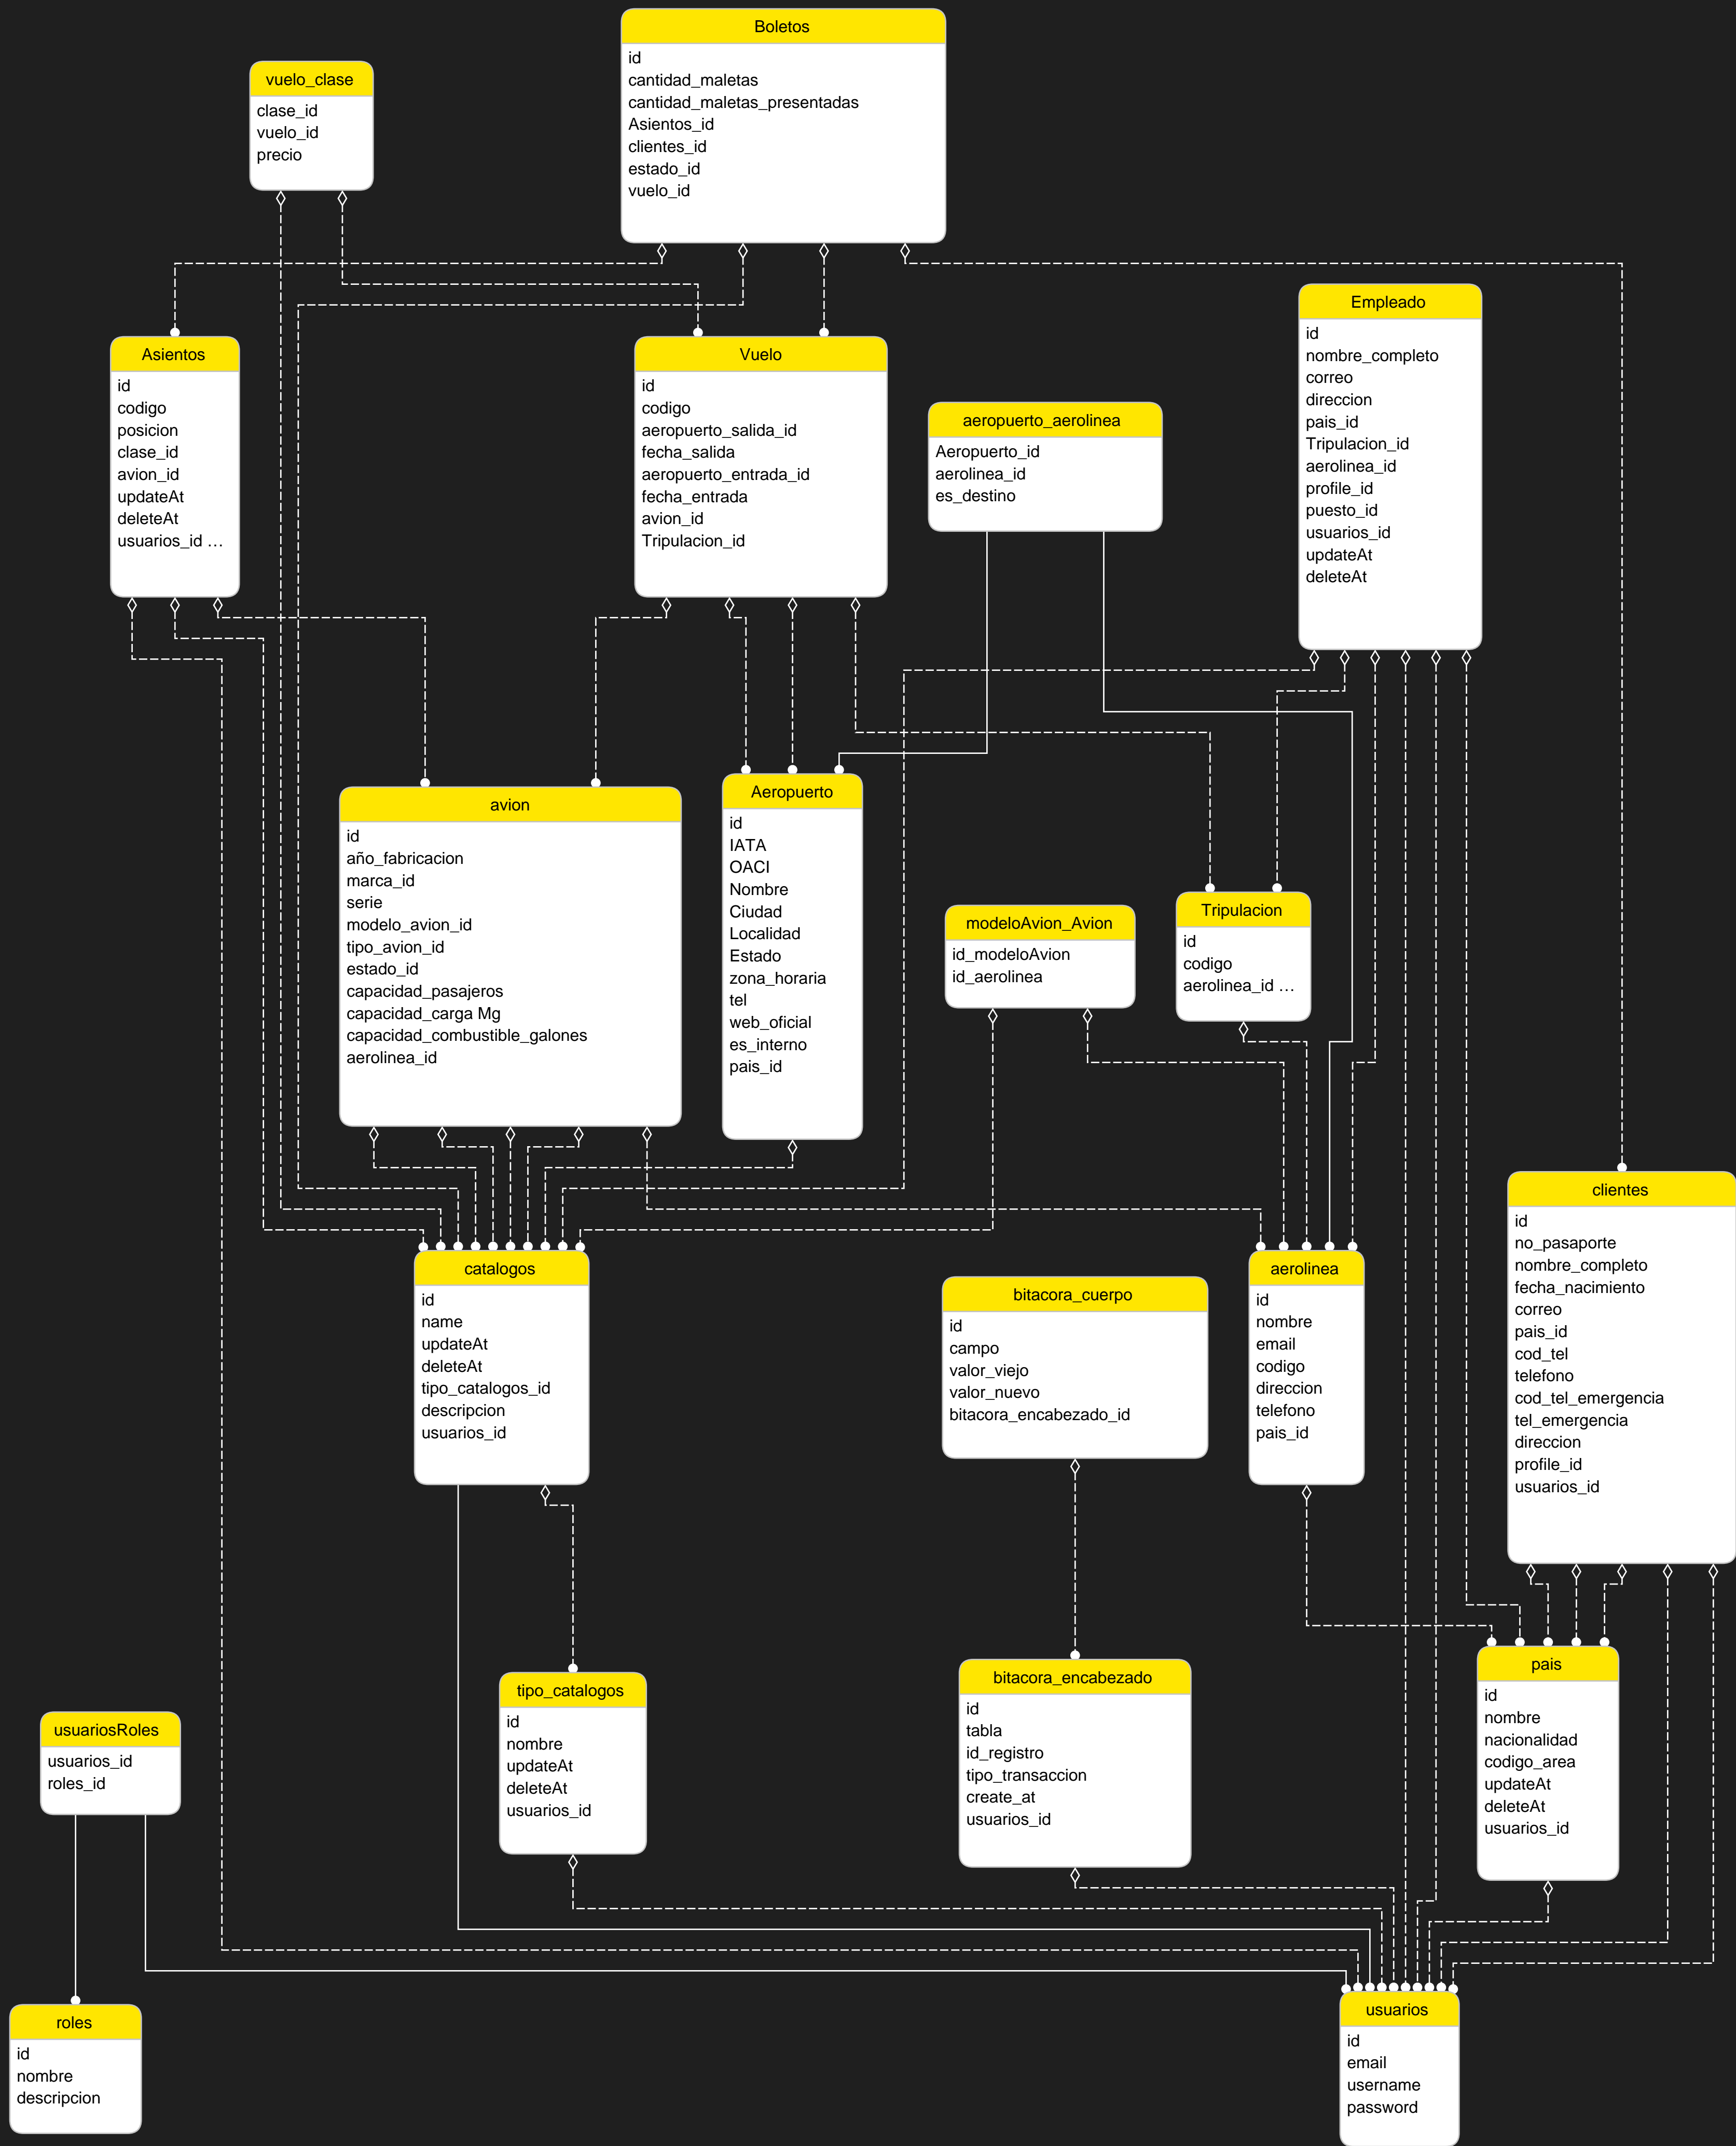 Boletos
id
cantidad_maletas
cantidad_maletas_presentadas
Asientos_id
clientes_id
estado_id
vuelo_id
vuelo_clase
clase_id
vuelo_id
precio
Empleado
id
nombre_completo
correo
direccion
pais_id
Tripulacion_id
aerolinea_id
profile_id
puesto_id
usuarios_id
updateAt
deleteAt
Asientos
id
codigo
posicion
clase_id
avion_id
updateAt
deleteAt
usuarios_id ...
Vuelo
id
codigo
aeropuerto_salida_id
fecha_salida
aeropuerto_entrada_id
fecha_entrada
avion_id
Tripulacion_id
aeropuerto_aerolinea
Aeropuerto_id
aerolinea_id
es_destino
avion
id
año_fabricacion
marca_id
serie
modelo_avion_id
tipo_avion_id
estado_id
capacidad_pasajeros
capacidad_carga Mg
capacidad_combustible_galones
aerolinea_id
Aeropuerto
id
IATA
OACI
Nombre
Ciudad
Localidad
Estado
zona_horaria
tel
web_oficial
es_interno
pais_id
modeloAvion_Avion
id_modeloAvion
id_aerolinea
Tripulacion
id
codigo
aerolinea_id ...
clientes
id
no_pasaporte
nombre_completo
fecha_nacimiento
correo
pais_id
cod_tel
telefono
cod_tel_emergencia
tel_emergencia
direccion
profile_id
usuarios_id
catalogos
id
name
updateAt
deleteAt
tipo_catalogos_id
descripcion
usuarios_id
bitacora_cuerpo
id
campo
valor_viejo
valor_nuevo
bitacora_encabezado_id
aerolinea
id
nombre
email
codigo
direccion
telefono
pais_id
pais
id
nombre
nacionalidad
codigo_area
updateAt
deleteAt
usuarios_id
bitacora_encabezado
id
tabla
id_registro
tipo_transaccion
create_at
usuarios_id
tipo_catalogos
id
nombre
updateAt
deleteAt
usuarios_id
usuariosRoles
usuarios_id
roles_id
roles
id
nombre
descripcion
usuarios
id
email
username
password